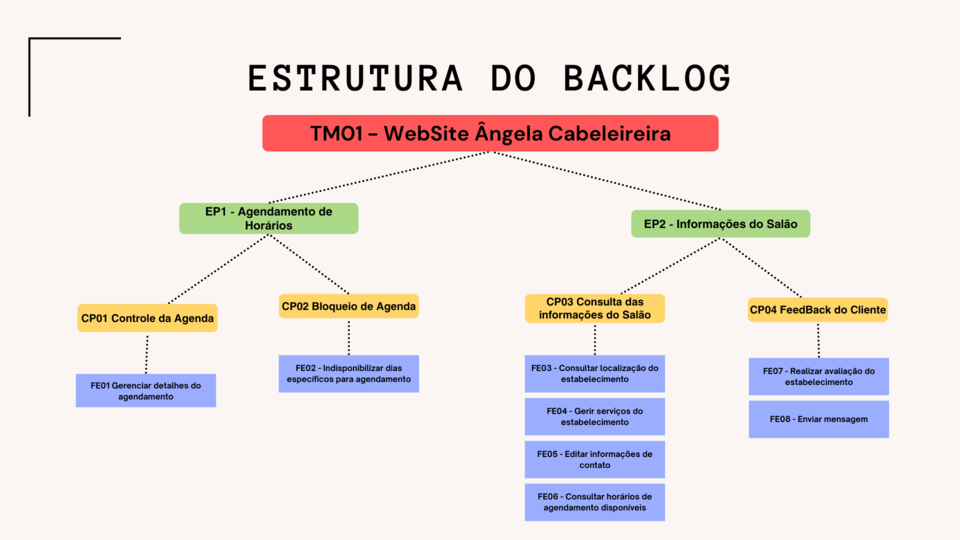 ESTRUTURA DO BACKLOG
TM01 - WebSite Ângela Cabeleireira
EP1 - Agendamento de
Horários
EP2 - Informações do Salão
CP01 Controle da Agenda
CP02 Bloqueio de Agenda
CP03 Consulta das
informações do Salão
CP04 FeedBack do Cliente
FE01 Gerenciar detalhes do
agendamento
FE02 - Indisponibilizar dias
específicos para agendamento
FE03 - Consultar localização do
estabelecimento
FE04 - Gerir serviços do
estabelecimento
FE05 - Editar informações de
contato
FE06 - Consultar horários de
agendamento disponíveis
FE07 - Realizar avaliação do
estabelecimento
FE08 - Enviar mensagem